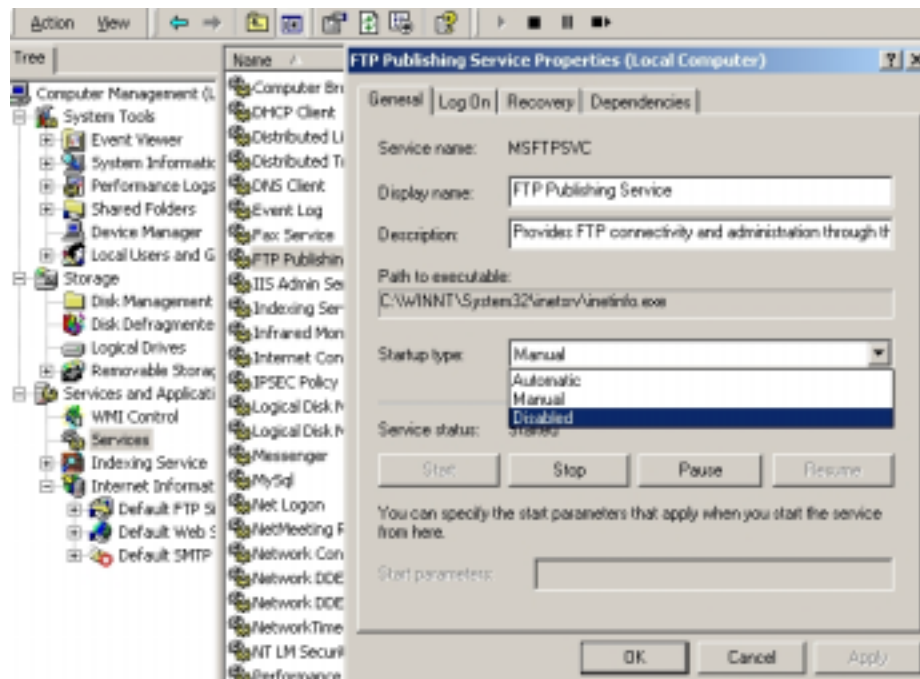 Action View
Tree
Computer Management (L
System Tools
Event Viewer
System Informatic
Performance Logs
Shared Folders
Device Manager
Local Users and G
Storage
Disk Management
Disk Defragmente
Logical Drives
Removable Storag
Services and Applicati
WMI Control
Services
Indexing Service
Internet Informat
Default FTP Si
Default Web S
Default SMTP
Name
Computer Bro
DHCP Client
Distributed Li
Distributed Tr
DNS Client
Event Log
Fax Service
FTP Publishin
IIS Admin Ser
Indexing Ser
Infrared Mon
Internet Con
IPSEC Policy
Logical Disk M
Logical Disk M
Messenger
MySql
Net Logon
NetMeeting R
Network Con
Network DDE
Network DDE
NetworkTime
NT LM Securit
Performance
FTP Publishing Service Properties (Local Computer)
General Log On Recovery Dependencies
Service name: MSFTPSVC
Display name: FTP Publishing Service
Description: Provides FTP connectivity and administration through th
Path to executable:
C:\WINNT\System32\inetsrv\inetinfo.exe
Startup type: Manual
Automatic
Manual
Disabled
Service status: Started
Start Stop Pause Resume
You can specify the start parameters that apply when you start the service
from here.
Start parameters:
OK Cancel Apply